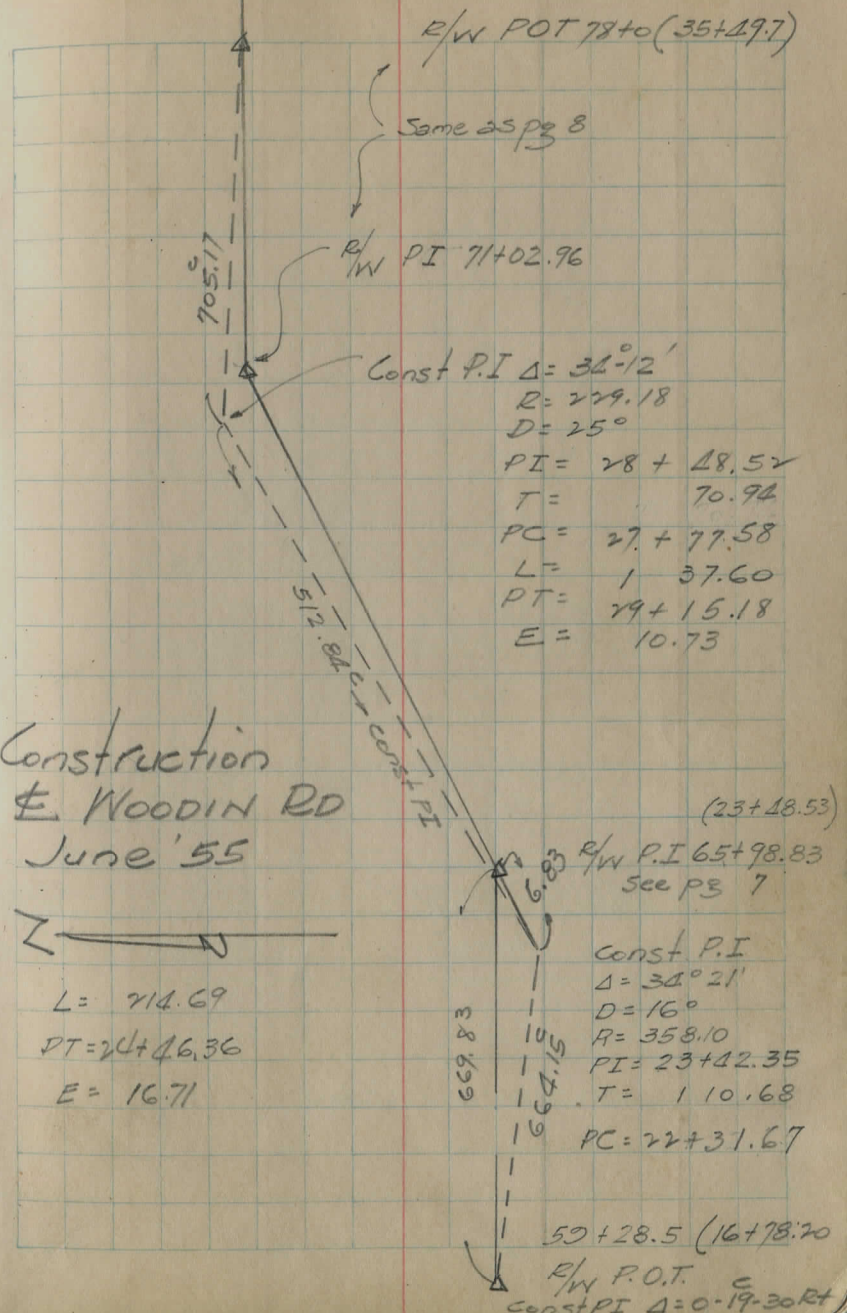 R/W POT 78+0 (35+49.7)
Same as pg 8
705.17 c
R/W PI 71+02.96
Const P.I Δ= 34°-12'
R= 229.18
D= 25°
PI= 28 + 48.52
T= 70.94
PC= 27 + 77.58
L= 1 37.60
PT= 29+15.18
E= 10.73
512.84 c const PI
Construction
℄ WOODIN RD
June '55
(23+48.53)
R/W P.I 65+98.83
See pg 7
6.83
Const P.I
Δ= 34° 21'
D= 16°
R= 358.10
PI= 23+42.35
T= 1 10.68
PC= 22+31.67
L= 214.69
PT= 24+46.36
E= 16.71
669.83
664.15 c
59+28.5 (16+78.20
R/W P.O.T. c
Const PI Δ=0-19-30 Rt)